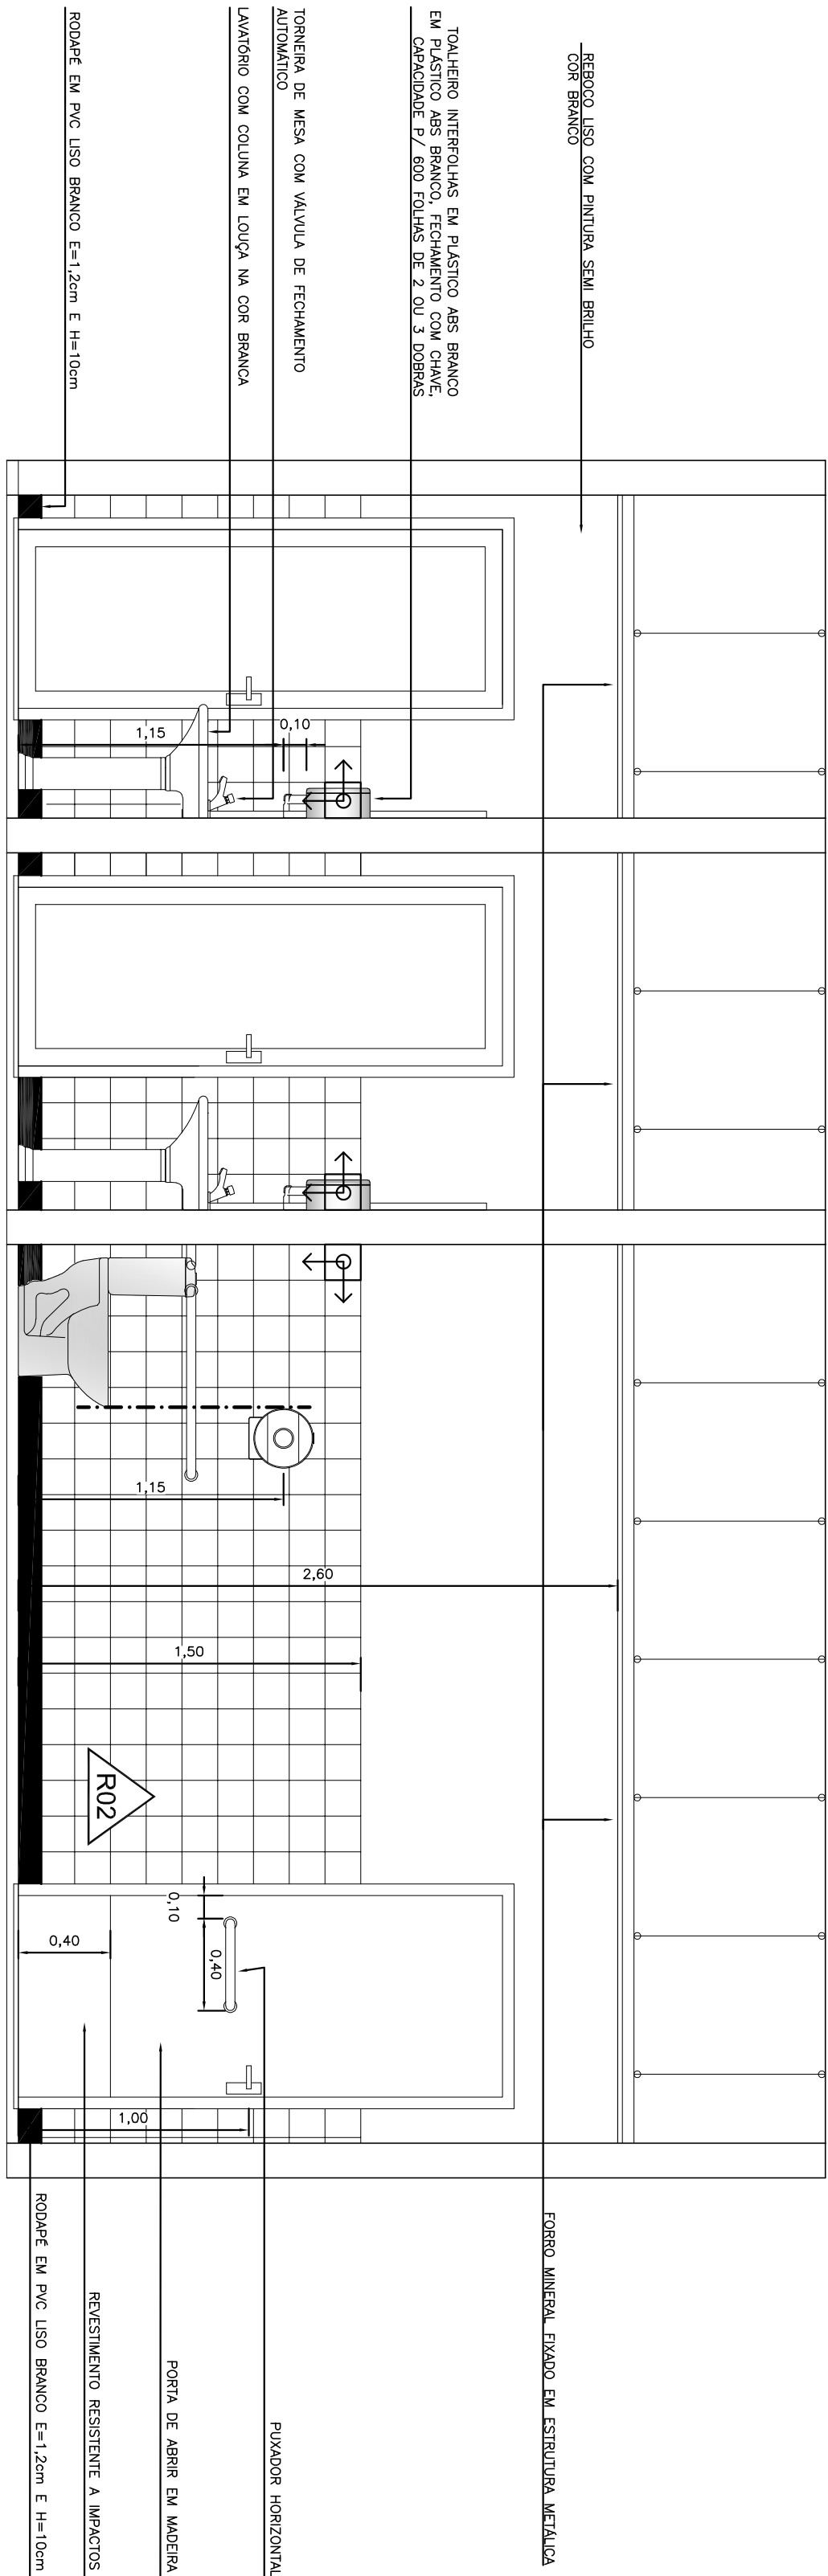 REBOCO LISO COM PINTURA SEMI BRILHO
COR BRANCO
TOALHEIRO INTERFOLHAS EM PLÁSTICO ABS BRANCO
EM PLÁSTICO ABS BRANCO, FECHAMENTO COM CHAVE,
CAPACIDADE P/ 600 FOLHAS DE 2 OU 3 DOBRAS
TORNEIRA DE MESA COM VÁLVULA DE FECHAMENTO
AUTOMÁTICO
LAVATÓRIO COM COLUNA EM LOUÇA NA COR BRANCA
RODAPÉ EM PVC LISO BRANCO E=1,2cm E H=10cm
0,10
1,15
1,15
2,60
1,50
R02
0,10
0,40
0,40
1,00
FORRO MINERAL FIXADO EM ESTRUTURA METÁLICA
PUXADOR HORIZONTAL
PORTA DE ABRIR EM MADEIRA
REVESTIMENTO RESISTENTE A IMPACTOS
RODAPÉ EM PVC LISO BRANCO E=1,2cm E H=10cm